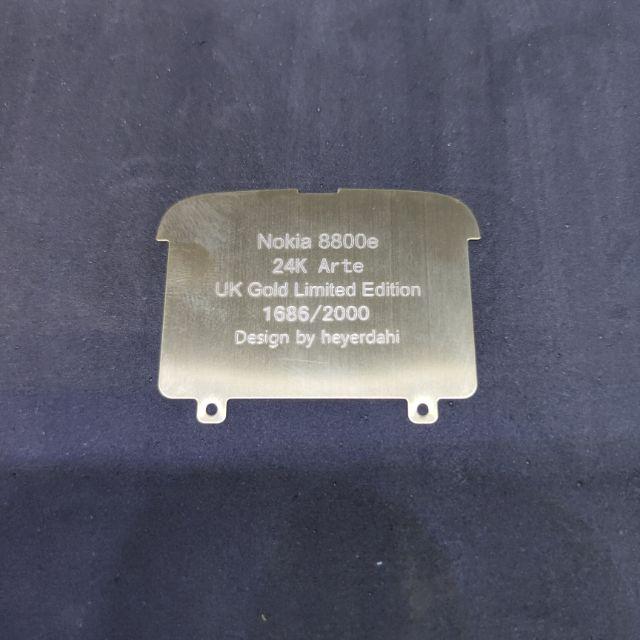 Nokia 8800e
24K Arte
UK Gold Limited Edition
1686/2000
Design by heyerdahi